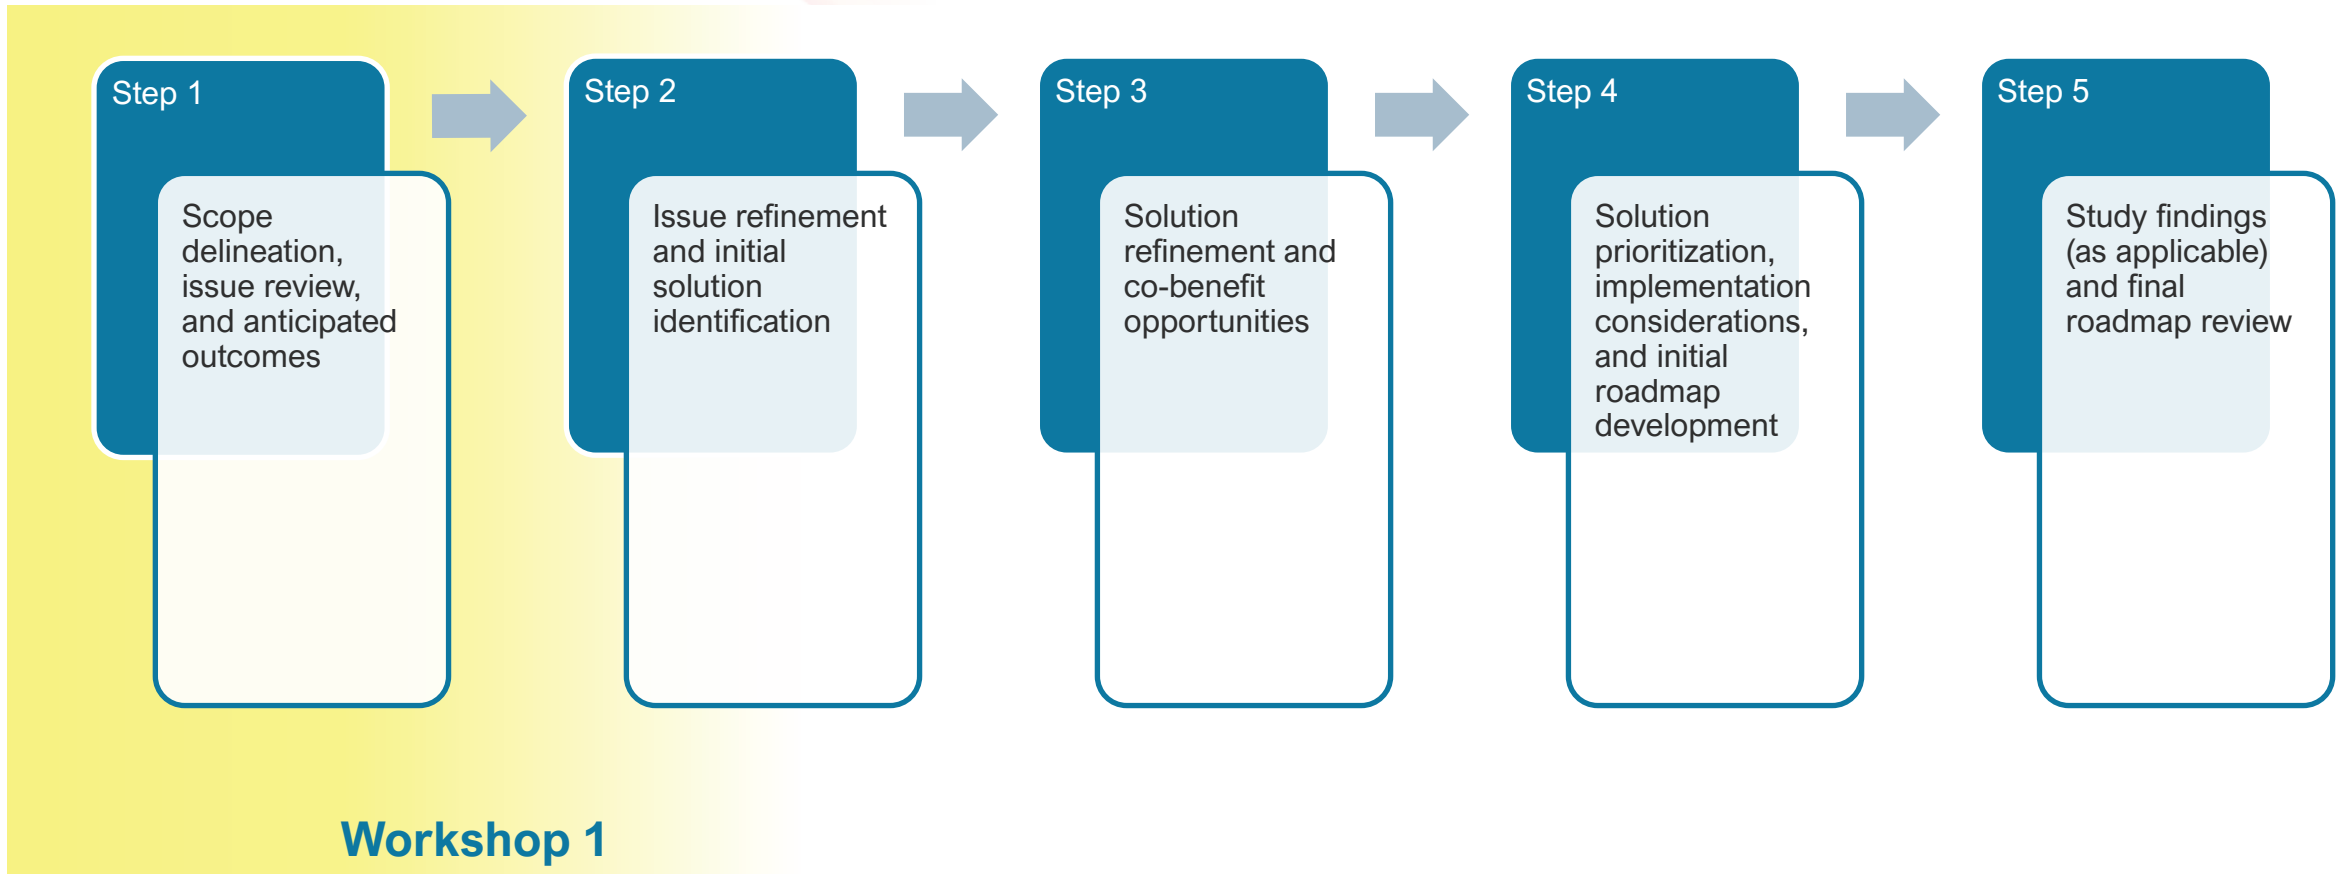 Step 1
Scope
delineation,
issue review,
and anticipated
outcomes
Step 2
Issue refinement
and initial
solution
identification
Step 3
Solution
refinement and
co-benefit
opportunities
Step 4
Solution
prioritization,
implementation
considerations,
and initial
roadmap
development
Step 5
Study findings
(as applicable)
and final
roadmap review
Workshop 1